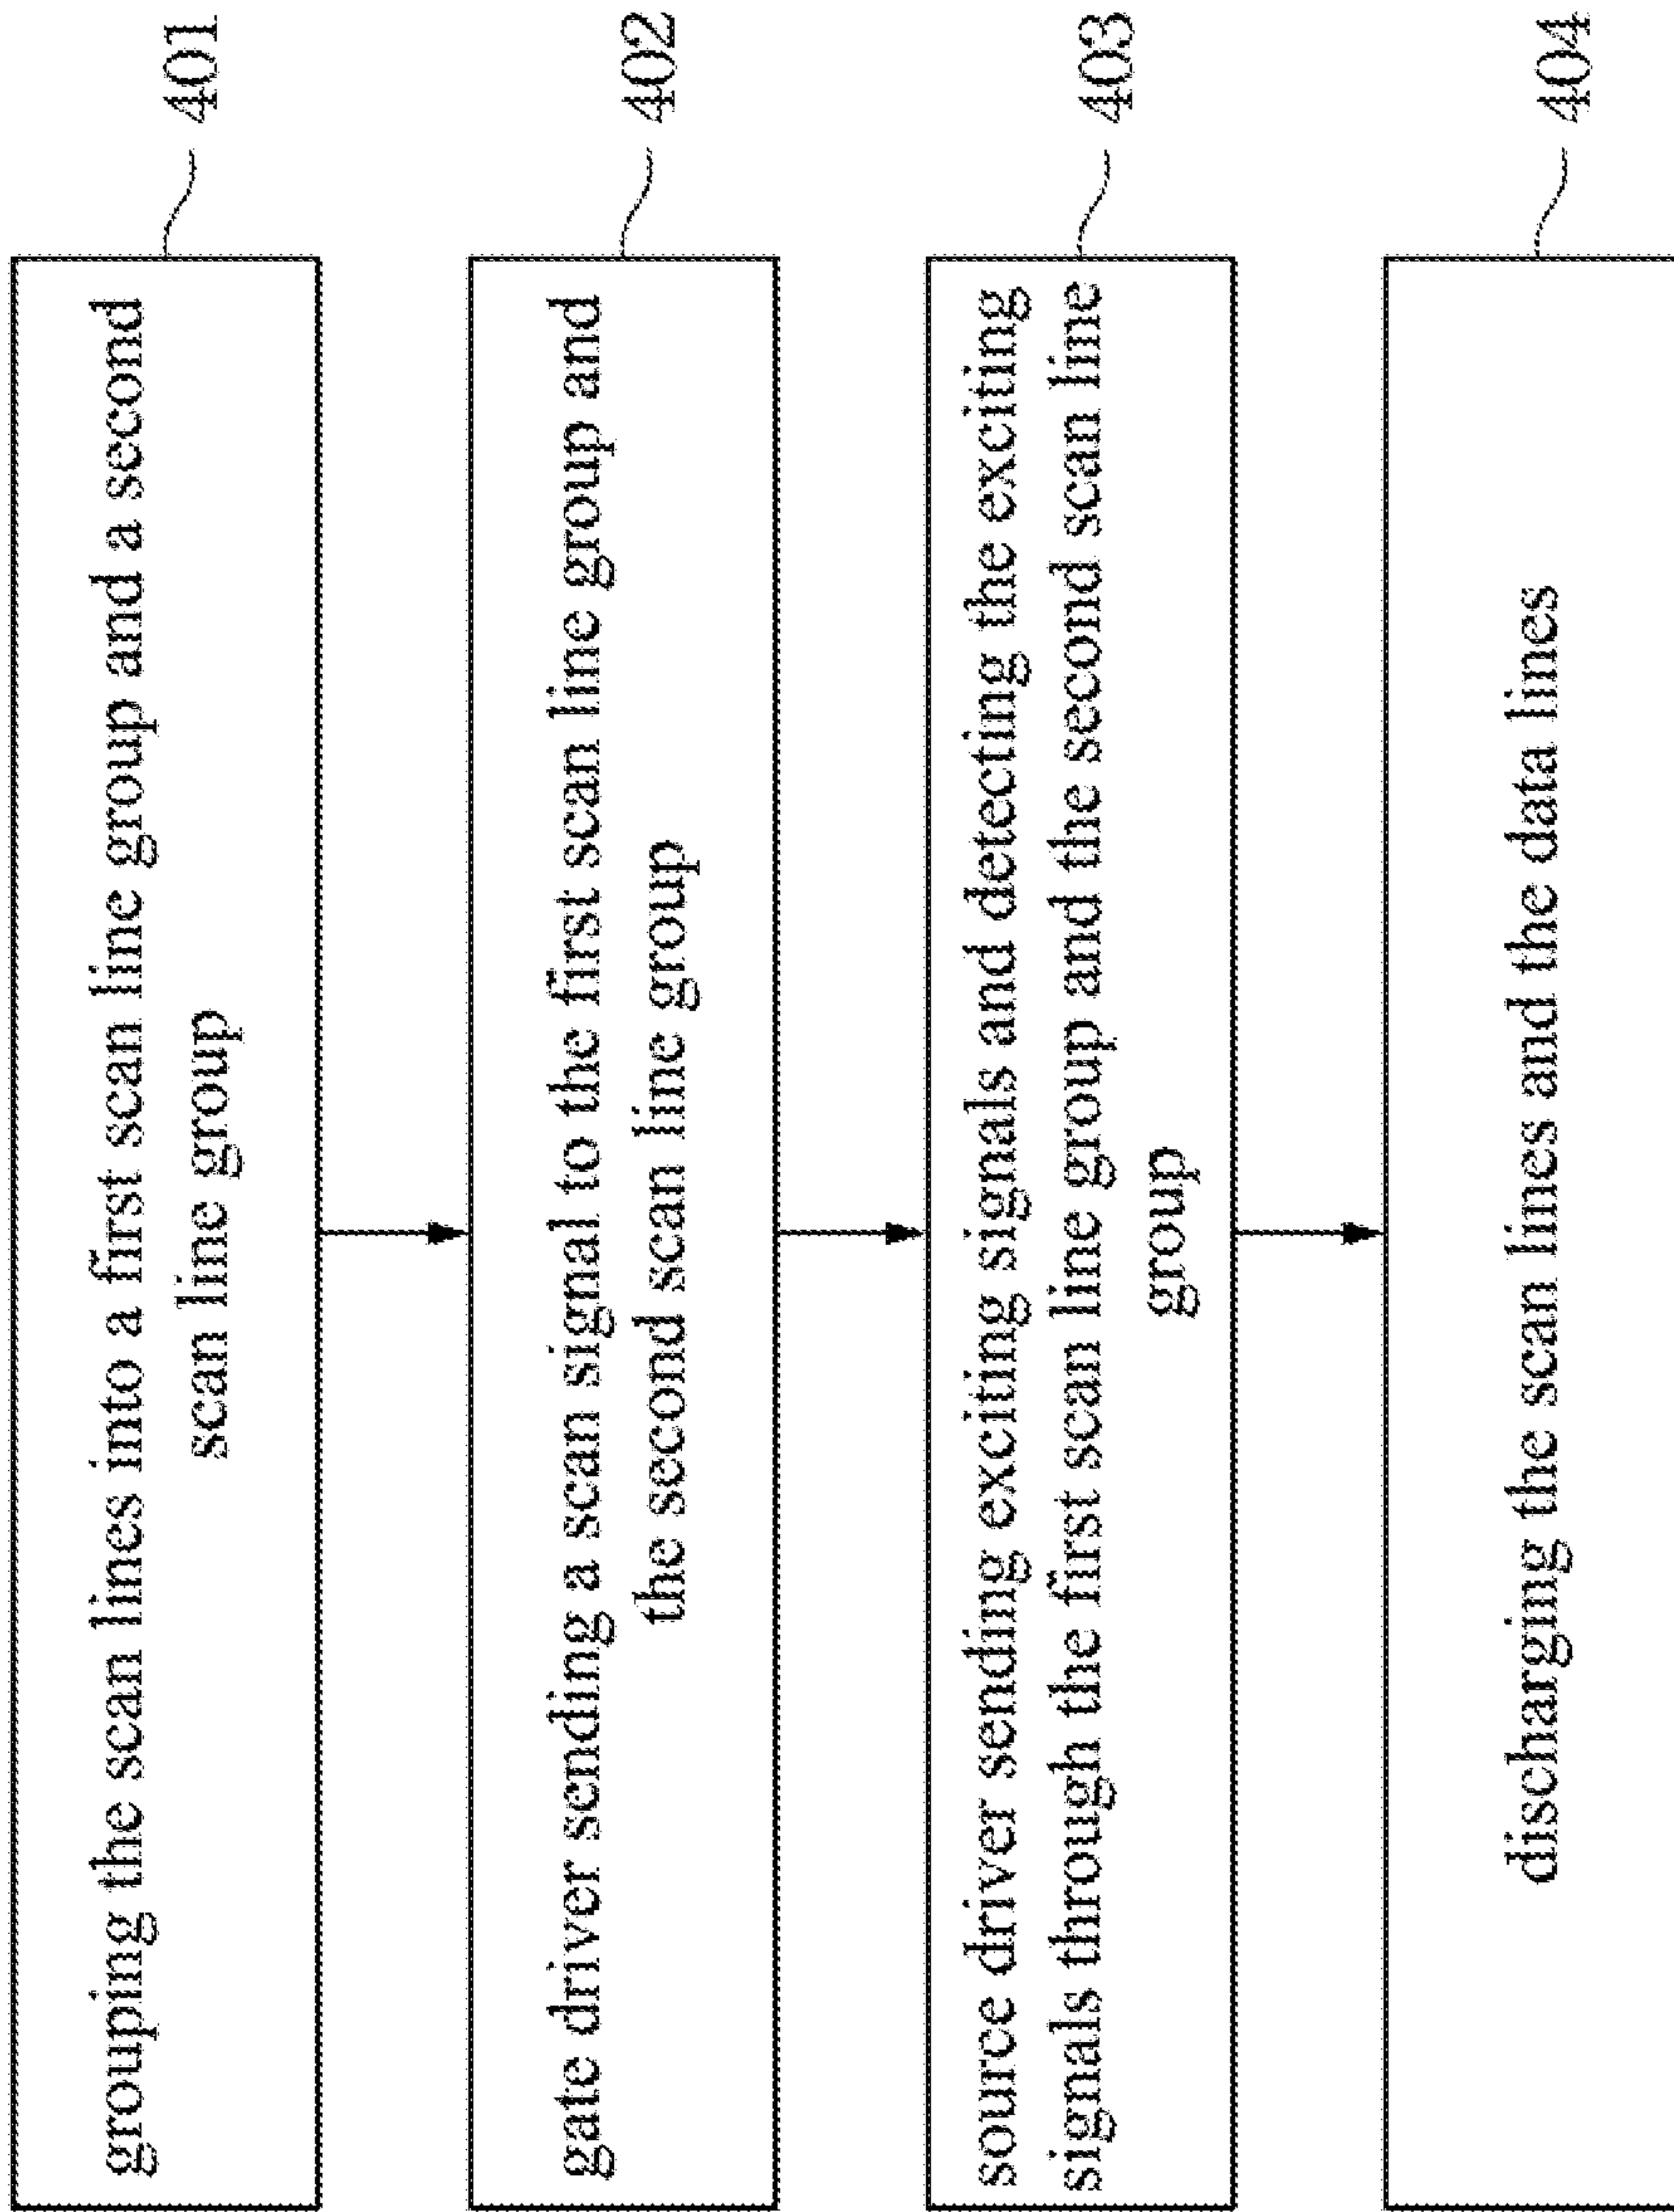 grouping the scan lines into a first scan line group and a second
scan line group
401
gate driver sending a scan signal to the first scan line group and
the second scan line group
402
source driver sending exciting signals and detecting the exciting
signals through the first scan line group and the second scan line
group
403
discharging the scan lines and the data lines
404